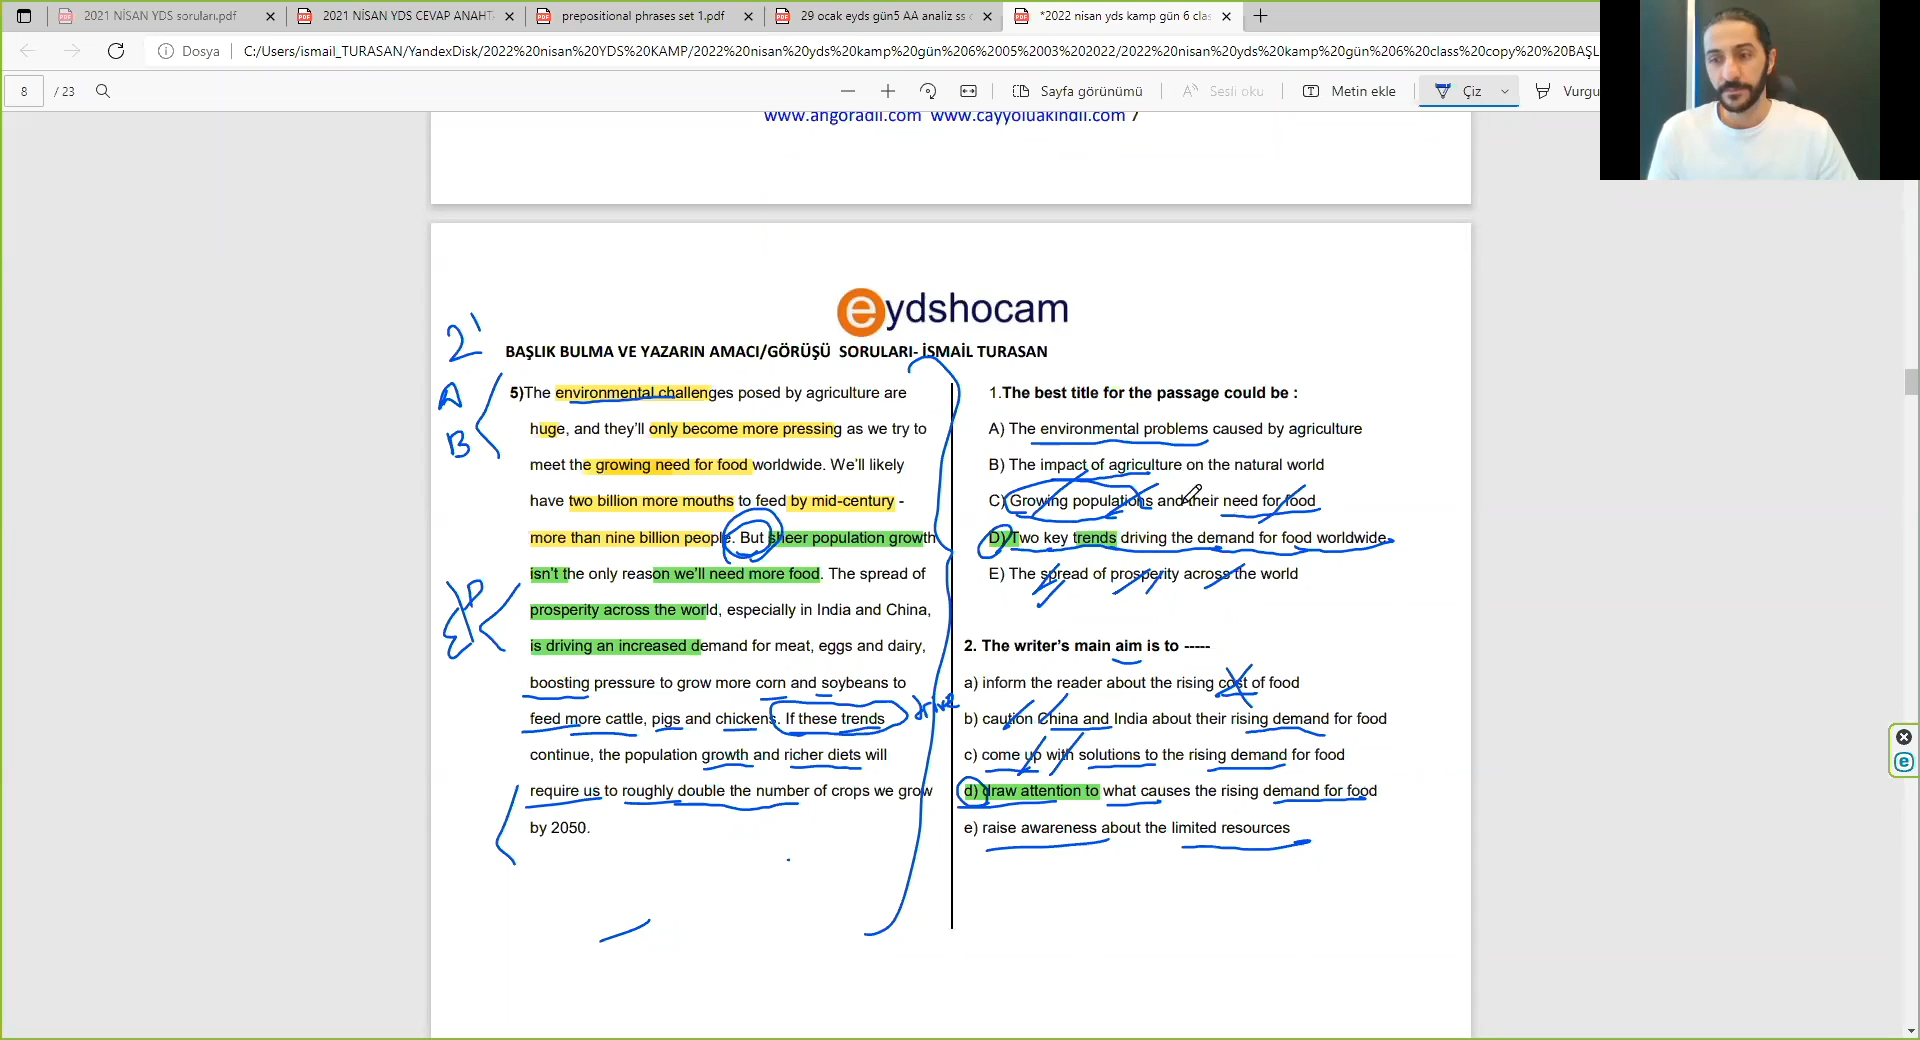 2021 NİSAN YDS soruları.pdf
2021 NİSAN YDS CEVAP ANAHT
prepositional phrases set 1.pdf
29 ocak eyds gün5 AA analiz ss c
*2022 nisan yds kamp gün 6 clas
Dosya
C:/Users/ismail_TURASAN/YandexDisk/2022%20nisan%20YDS%20KAMP/2022%20nisan%20yds%20kamp%20gün%206%2005%2003%202022/2022%20nisan%20yds%20kamp%20gün%206%20class%20copy%20%20BAŞL
8 / 23
Sayfa görünümü
Sesli oku
Metin ekle
Çiz
Vurgu
www.angoradil.com www.cayyoluakindil.com 7
eydshocam
2'
BAŞLIK BULMA VE YAZARIN AMACI/GÖRÜŞÜ SORULARI- İSMAİL TURASAN
A
B
5)The environmental challenges posed by agriculture are
huge, and they’ll only become more pressing as we try to
meet the growing need for food worldwide. We’ll likely
have two billion more mouths to feed by mid-century -
more than nine billion people. But sheer population growth
isn’t the only reason we’ll need more food. The spread of
prosperity across the world, especially in India and China,
is driving an increased demand for meat, eggs and dairy,
boosting pressure to grow more corn and soybeans to
feed more cattle, pigs and chickens. If these trends
drive
continue, the population growth and richer diets will
require us to roughly double the number of crops we grow
by 2050.
1.The best title for the passage could be :
A) The environmental problems caused by agriculture
B) The impact of agriculture on the natural world
C) Growing populations and their need for food
D) Two key trends driving the demand for food worldwide
E) The spread of prosperity across the world
2. The writer’s main aim is to -----
a) inform the reader about the rising cost of food
b) caution China and India about their rising demand for food
c) come up with solutions to the rising demand for food
d) draw attention to what causes the rising demand for food
e) raise awareness about the limited resources